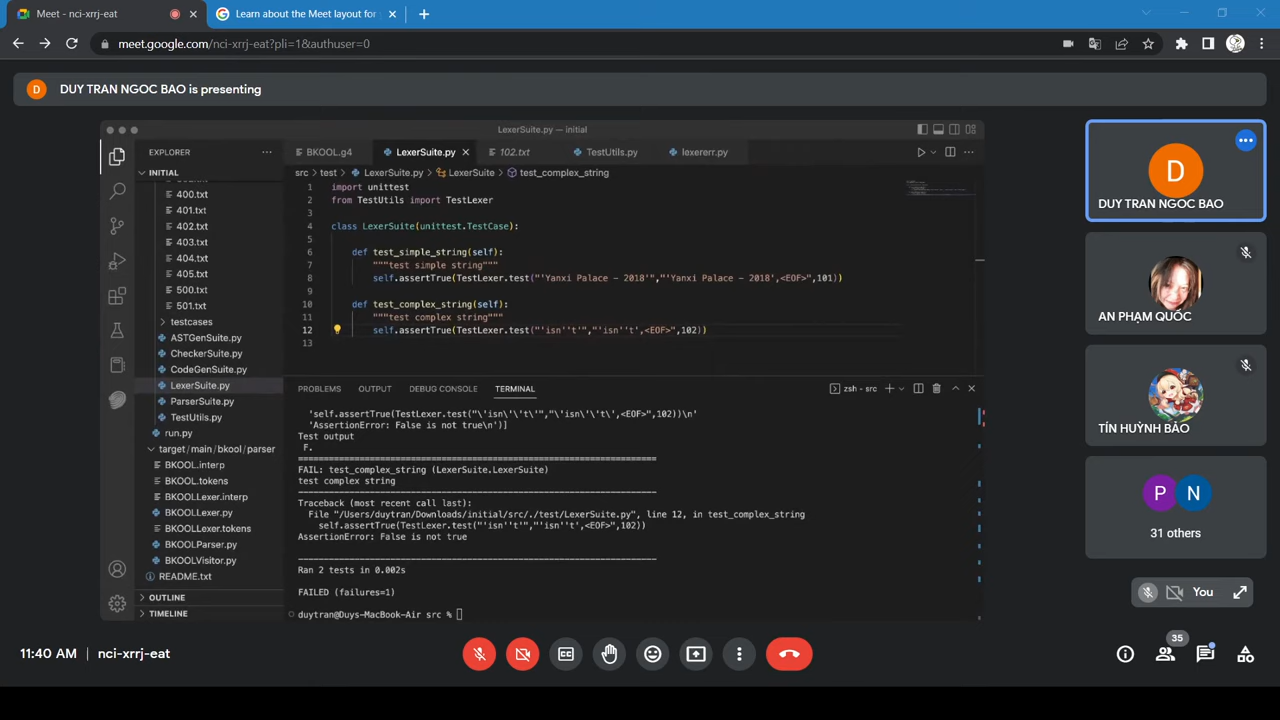 Meet - nci-xrrj-eat
Learn about the Meet layout for
meet.google.com/nci-xrrj-eat?pli=1&authuser=0
D
DUY TRAN NGOC BAO is presenting
LexerSuite.py — initial
EXPLORER
BKOOL.g4
LexerSuite.py
102.txt
TestUtils.py
lexererr.py
INITIAL
src > test > LexerSuite.py > LexerSuite > test_complex_string
400.txt
401.txt
402.txt
403.txt
404.txt
405.txt
500.txt
501.txt
testcases
ASTGenSuite.py
CheckerSuite.py
CodeGenSuite.py
LexerSuite.py
ParserSuite.py
TestUtils.py
run.py
target/main/bkool/parser
BKOOL.interp
BKOOL.tokens
BKOOLLexer.interp
BKOOLLexer.py
BKOOLLexer.tokens
BKOOLParser.py
BKOOLVisitor.py
README.txt
OUTLINE
TIMELINE
1 import unittest
2 from TestUtils import TestLexer
3
4 class LexerSuite(unittest.TestCase):
5
6 def test_simple_string(self):
7 """test simple string"""
8 self.assertTrue(TestLexer.test("'Yanxi Palace - 2018'","'Yanxi Palace - 2018',<EOF>",101))
9
10 def test_complex_string(self):
11 """test complex string"""
12 self.assertTrue(TestLexer.test("'isn''t'","'isn''t',<EOF>",102))
13
PROBLEMS OUTPUT DEBUG CONSOLE TERMINAL
zsh - src
'self.assertTrue(TestLexer.test("\'isn\'\'t\'","\'isn\'\'t\',<EOF>",102))\n'
'AssertionError: False is not true\n')]
Test output
F.
======================================================================
FAIL: test_complex_string (LexerSuite.LexerSuite)
test complex string
----------------------------------------------------------------------
Traceback (most recent call last):
File "/Users/duytran/Downloads/initial/src/./test/LexerSuite.py", line 12, in test_complex_string
self.assertTrue(TestLexer.test("'isn''t'","'isn''t',<EOF>",102))
AssertionError: False is not true
----------------------------------------------------------------------
Ran 2 tests in 0.002s
FAILED (failures=1)
duytran@Duys-MacBook-Air src %
D
DUY TRAN NGOC BAO
AN PHẠM QUỐC
TÍN HUỲNH BẢO
P N
31 others
You
11:40 AM | nci-xrrj-eat
35